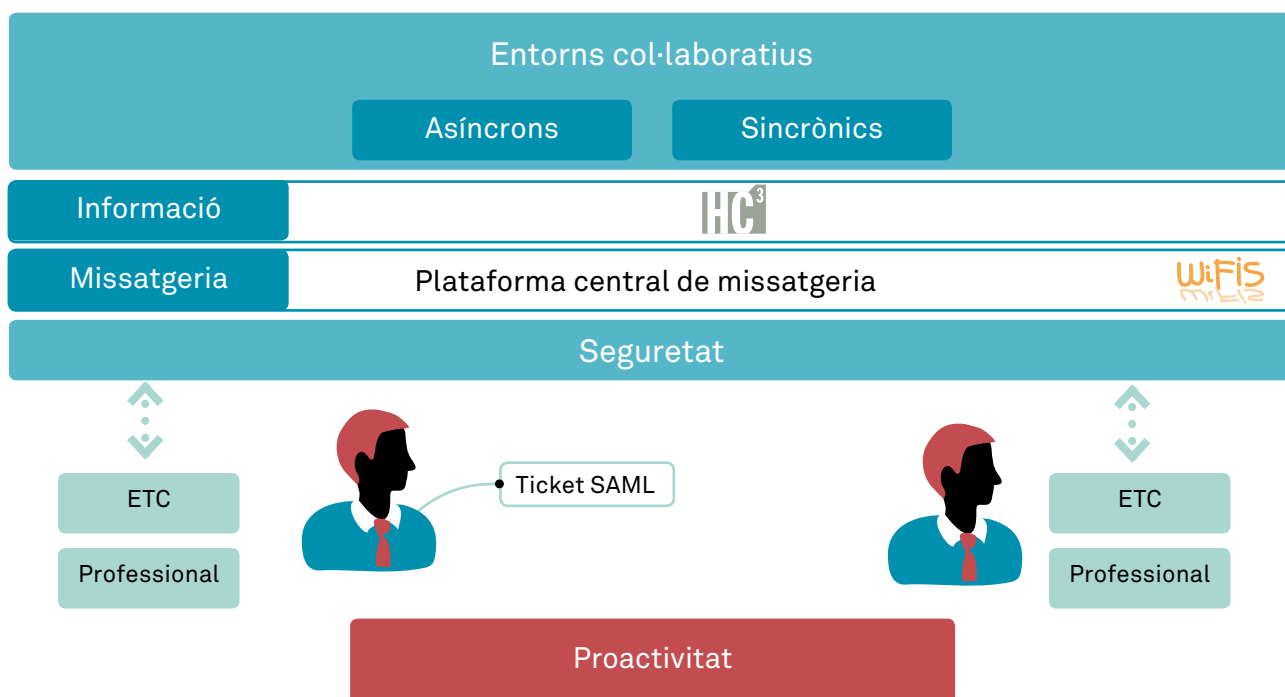 Entorns col·laboratius
Asíncrons
Sincrònics
Informació
HC³
Missatgeria
Plataforma central de missatgeria
WiFiS
Seguretat
Ticket SAML
ETC
Professional
ETC
Professional
Proactivitat